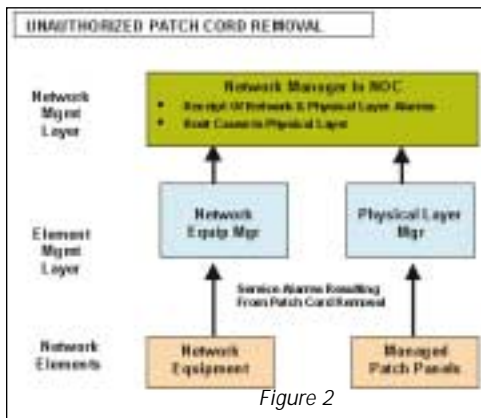 UNAUTHORIZED PATCH CORD REMOVAL
Network Manager In NOC
• Receipt Of Network & Physical Layer Alarms
• Root Cause In Physical Layer
Network
Mgmt
Layer
Network
Equip Mgr
Physical Layer
Mgr
Element
Mgmt
Layer
Service Alarms Resulting
From Patch Cord Removal
Network
Elements
Network
Equipment
Managed
Patch Panels
Figure 2